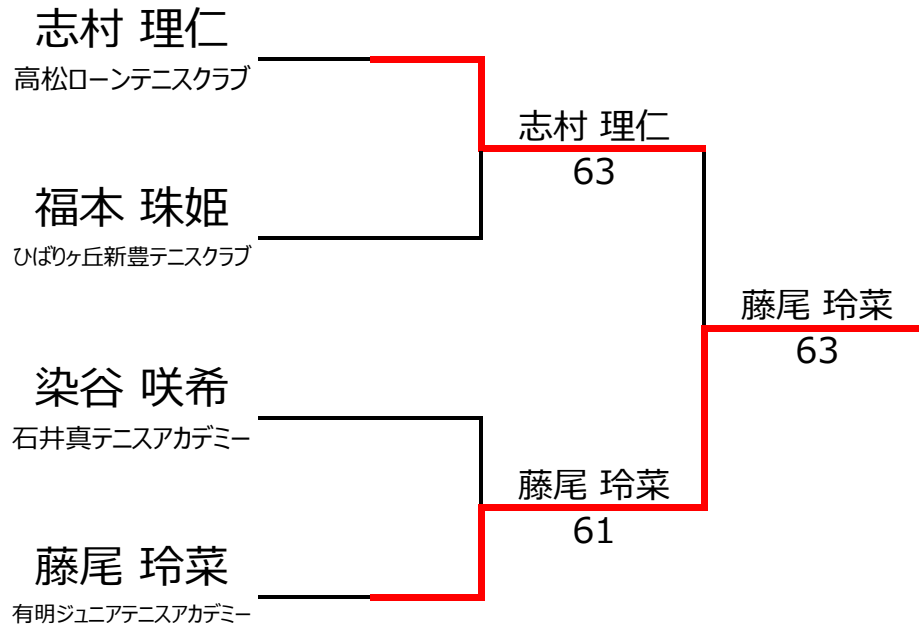 志村 理仁
高松ローンテニスクラブ
志村 理仁
63
福本 珠姫
ひばりヶ丘新豊テニスクラブ
藤尾 玲菜
63
染谷 咲希
石井真テニスアカデミー
藤尾 玲菜
61
藤尾 玲菜
有明ジュニアテニスアカデミー